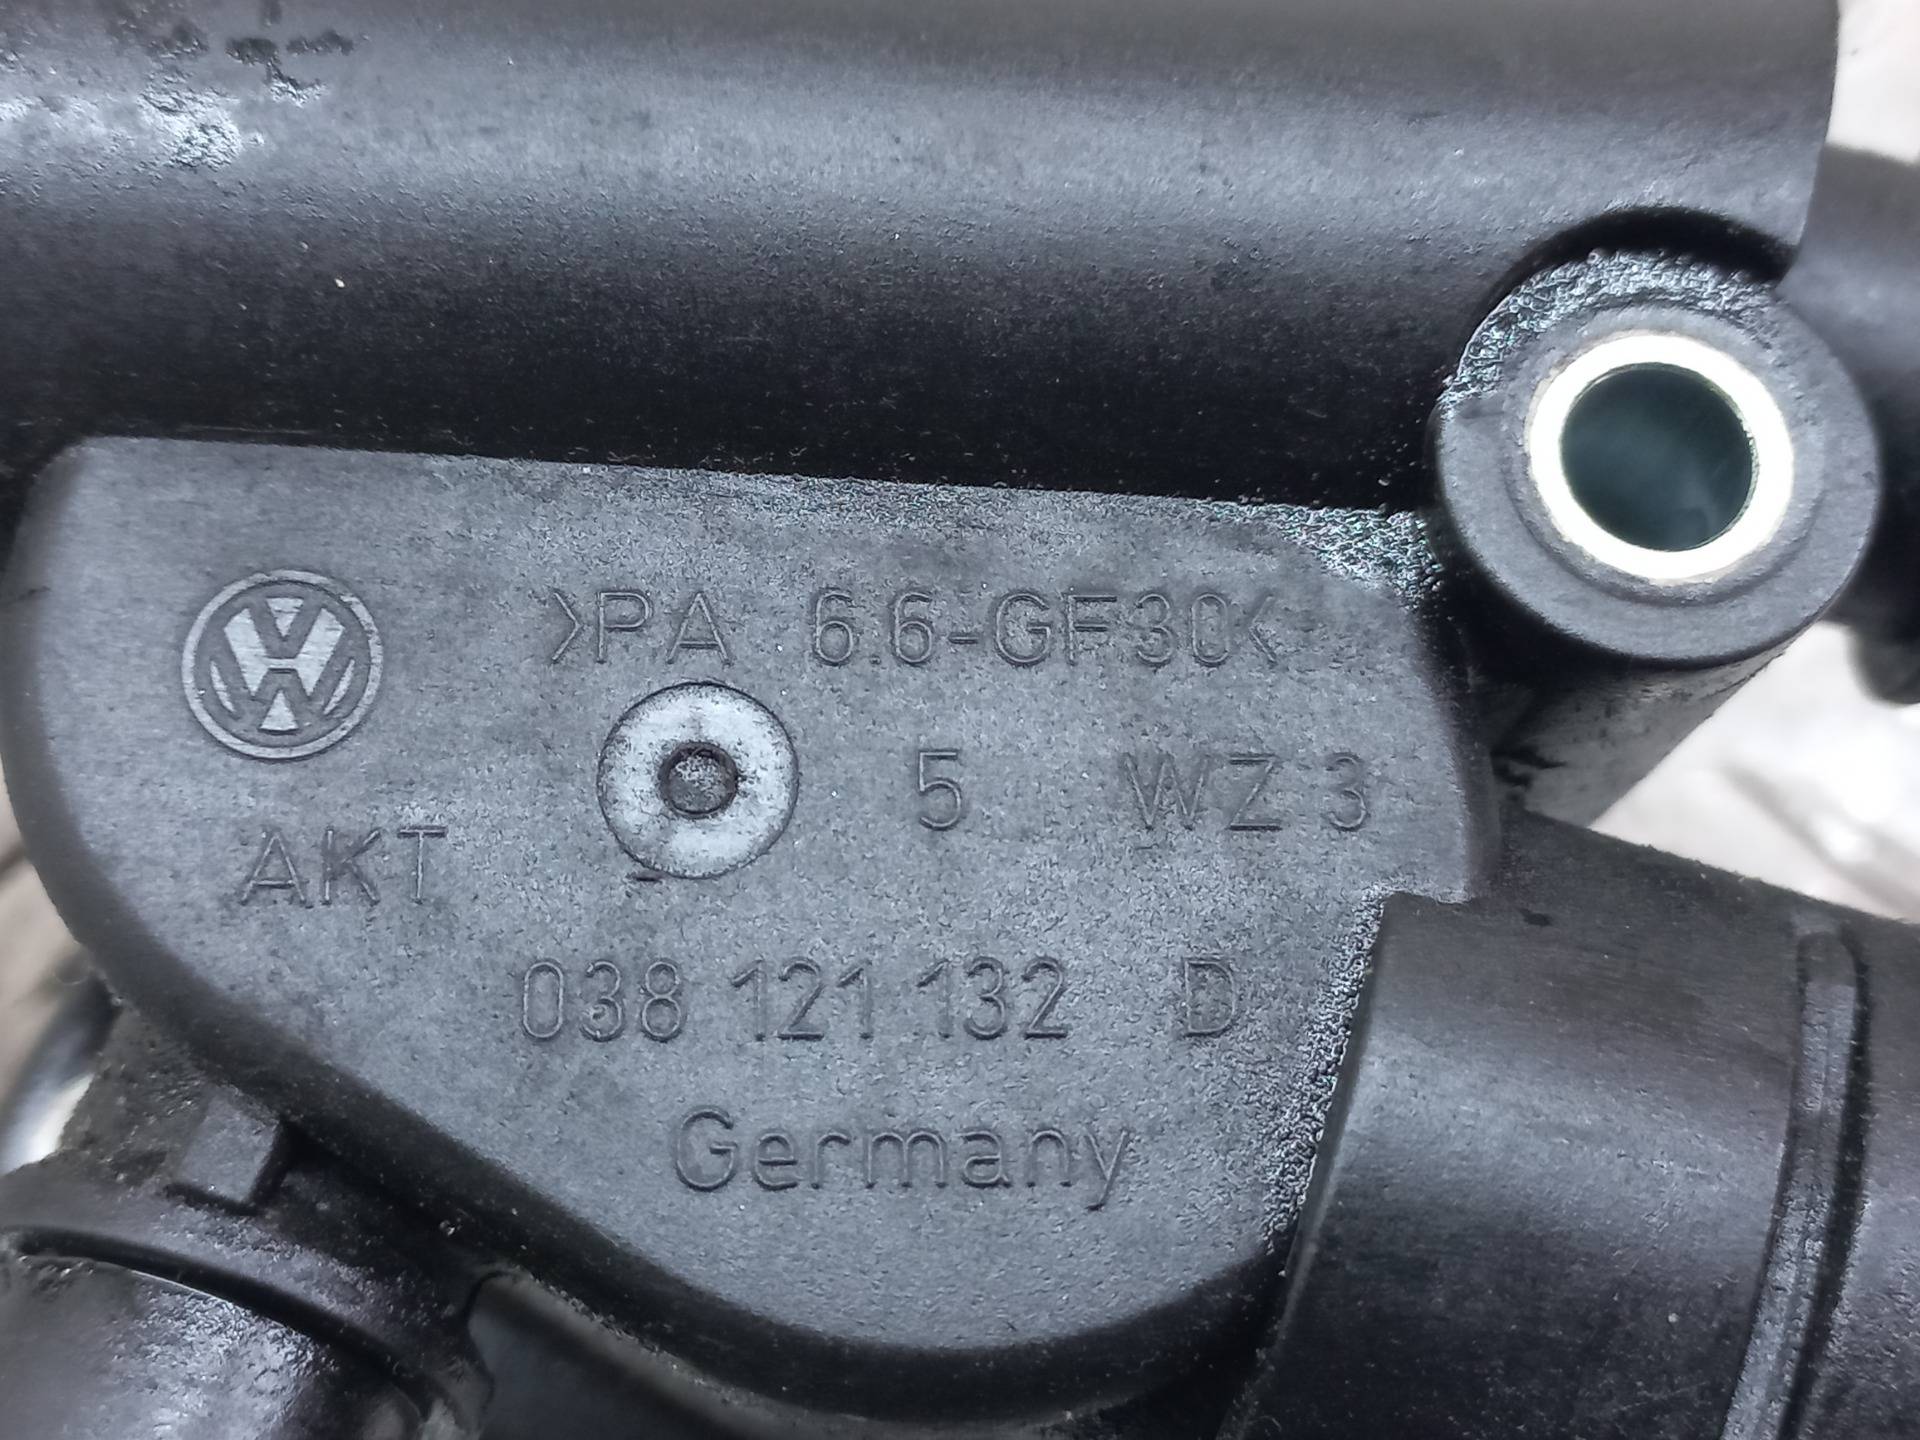 >PA 6.6-GF30<
5 WZ 3
AKT
038 121 132 D
Germany